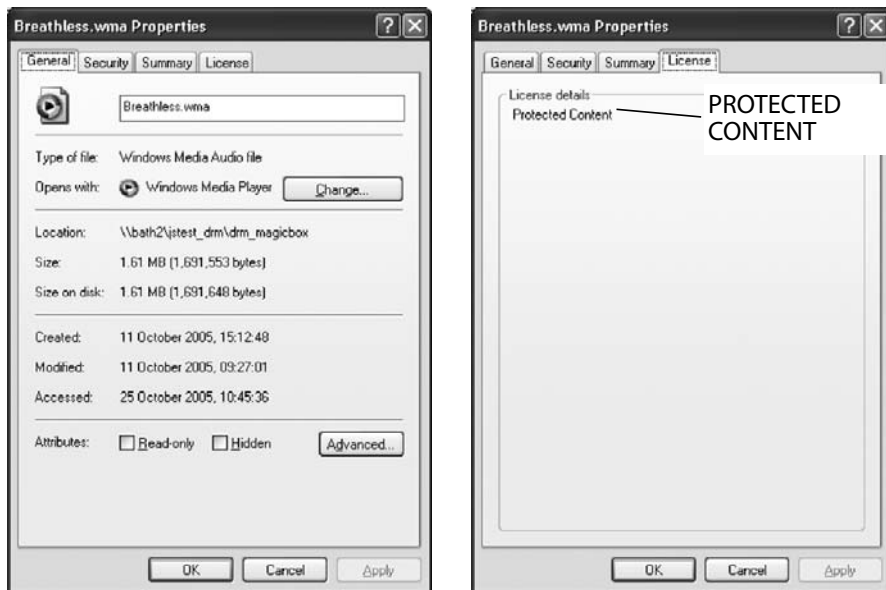 Breathless.wma Properties
General Security Summary License
Breathless.wma
Type of file: Windows Media Audio file
Opens with: Windows Media Player Change...
Location: \\bath2\jstest_drm\drm_magicbox
Size: 1.61 MB (1,691,553 bytes)
Size on disk: 1.61 MB (1,691,648 bytes)
Created: 11 October 2005, 15:12:48
Modified: 11 October 2005, 09:27:01
Accessed: 25 October 2005, 10:45:36
Attributes: Read-only Hidden Advanced...
OK Cancel Apply
Breathless.wma Properties
General Security Summary License
License details
Protected Content
PROTECTED
CONTENT
OK Cancel Apply